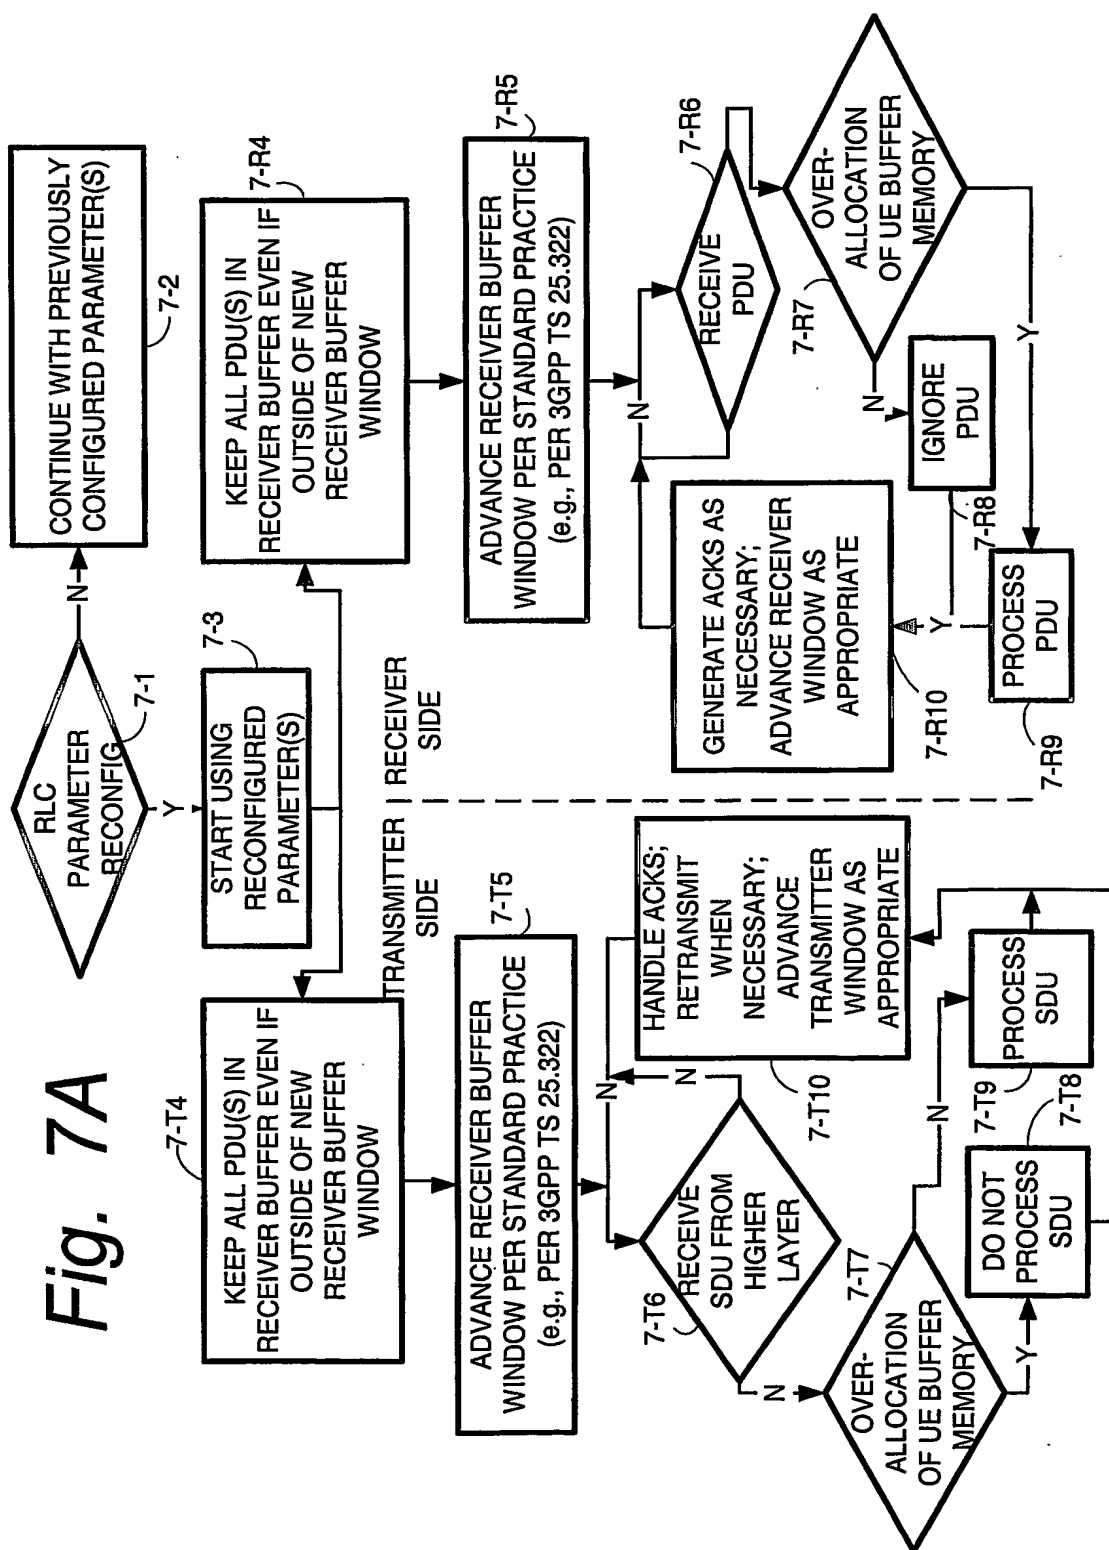 Fig. 7A
RLC
PARAMETER
RECONFIG
7-1
N
CONTINUE WITH PREVIOUSLY
CONFIGURED PARAMETER(S)
7-2
Y
START USING
RECONFIGURED
PARAMETER(S)
7-3
TRANSMITTER
SIDE
RECEIVER
SIDE
7-T4
KEEP ALL PDU(S) IN
RECEIVER BUFFER EVEN IF
OUTSIDE OF NEW
RECEIVER BUFFER
WINDOW
7-T5
ADVANCE RECEIVER BUFFER
WINDOW PER STANDARD PRACTICE
(e.g., PER 3GPP TS 25.322)
N
N
RECEIVE
SDU FROM
HIGHER
LAYER
7-T6
N
OVER-
ALLOCATION
OF UE BUFFER
MEMORY
7-T7
N
Y
DO NOT
PROCESS
SDU
7-T8
PROCESS
SDU
7-T9
HANDLE ACKS;
RETRANSMIT
WHEN
NECESSARY;
ADVANCE
TRANSMITTER
WINDOW AS
APPROPRIATE
7-T10
7-R4
KEEP ALL PDU(S) IN
RECEIVER BUFFER EVEN IF
OUTSIDE OF NEW
RECEIVER BUFFER
WINDOW
7-R5
ADVANCE RECEIVER BUFFER
WINDOW PER STANDARD PRACTICE
(e.g., PER 3GPP TS 25.322)
N
RECEIVE
PDU
7-R6
OVER-
ALLOCATION
OF UE BUFFER
MEMORY
7-R7
N
Y
IGNORE
PDU
7-R8
PROCESS
PDU
7-R9
Y
GENERATE ACKS AS
NECESSARY;
ADVANCE RECEIVER
WINDOW AS
APPROPRIATE
7-R10